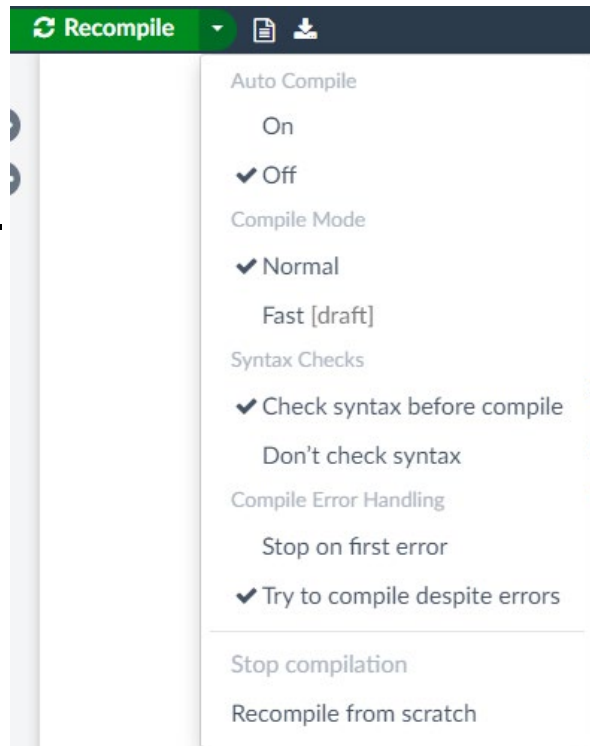 Recompile
Auto Compile
On
Off
Compile Mode
Normal
Fast [draft]
Syntax Checks
Check syntax before compile
Don’t check syntax
Compile Error Handling
Stop on first error
Try to compile despite errors
Stop compilation
Recompile from scratch